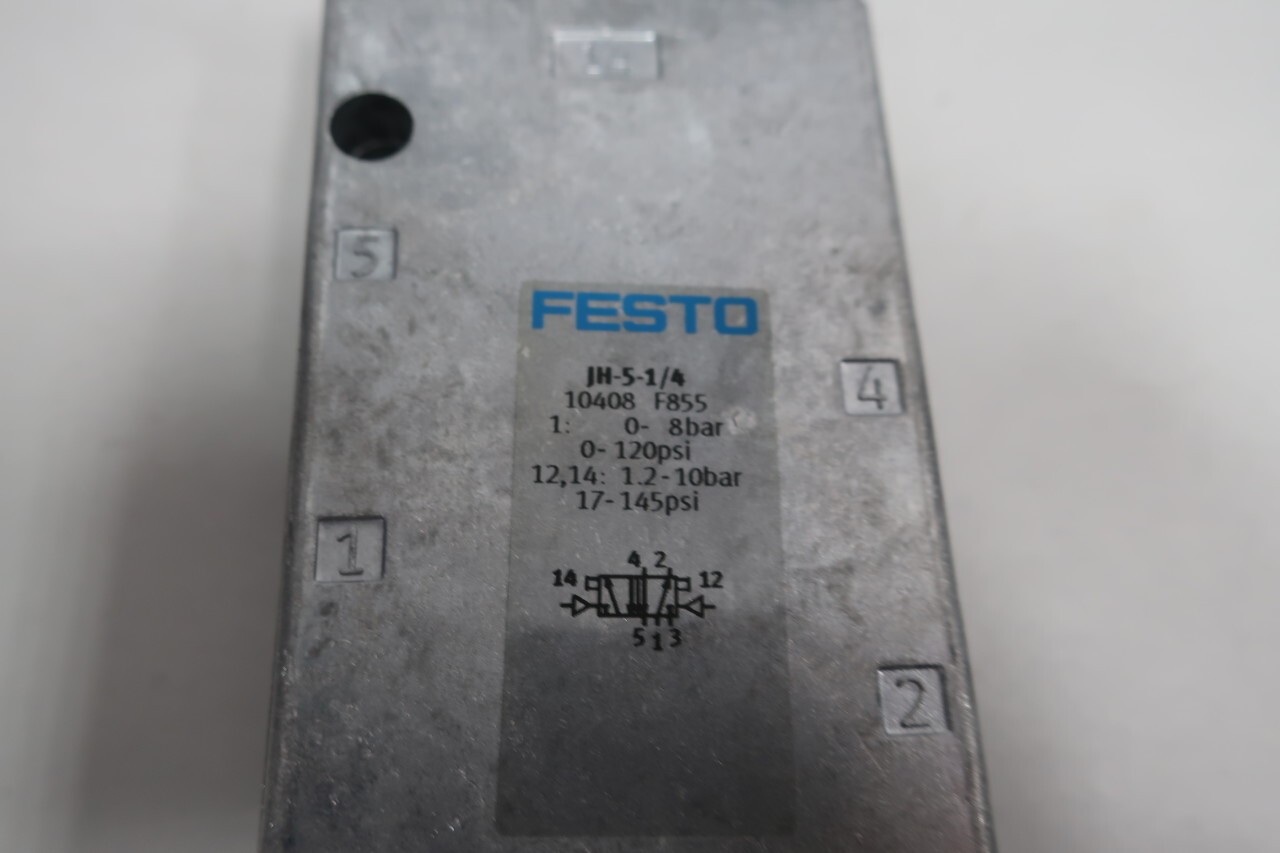 5
FESTO
JH-5-1/4
4
10408 F855
1: 0- 8bar
0-120psi
12,14: 1.2-10bar
17-145psi
1
4 2
14 12
5 1 3
2